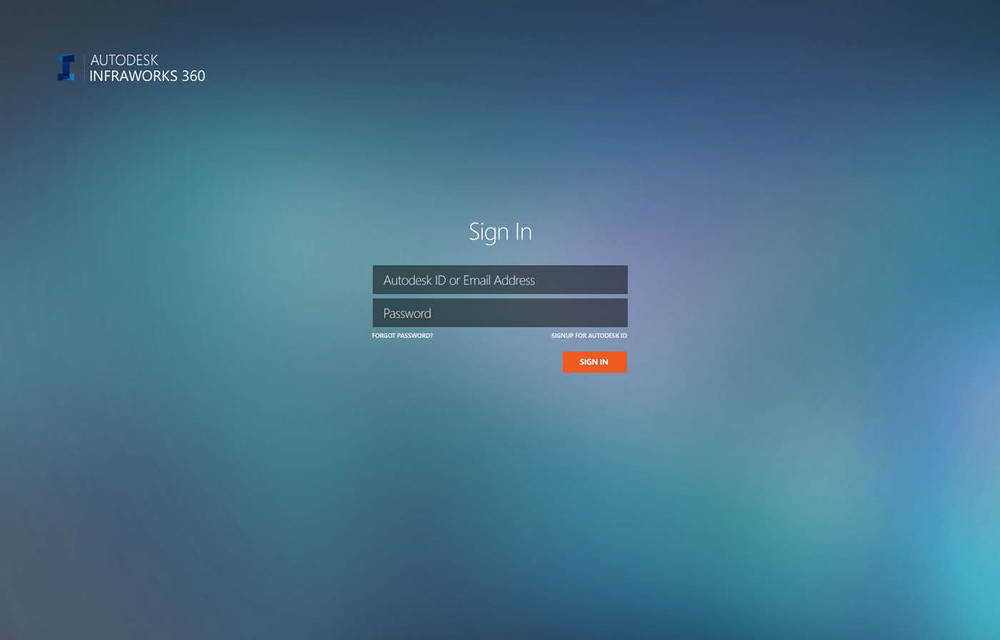 AUTODESK
INFRAWORKS 360
Sign In
Autodesk ID or Email Address
Password
FORGOT PASSWORD?
SIGNUP FOR AUTODESK ID
SIGN IN